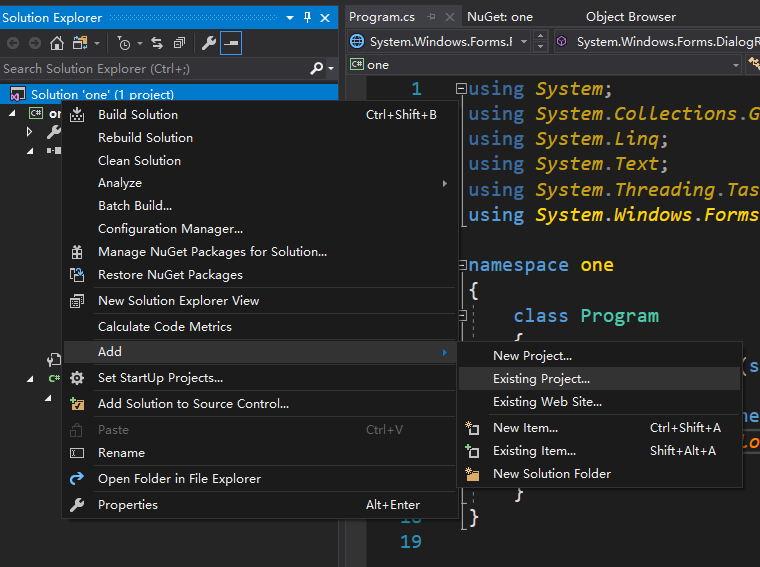 Solution Explorer
Search Solution Explorer (Ctrl+;)
Solution 'one' (1 project)
Build Solution Ctrl+Shift+B
Rebuild Solution
Clean Solution
Analyze
Batch Build...
Configuration Manager...
Manage NuGet Packages for Solution...
Restore NuGet Packages
New Solution Explorer View
Calculate Code Metrics
Add
Set StartUp Projects...
Add Solution to Source Control...
Paste Ctrl+V
Rename
Open Folder in File Explorer
Properties Alt+Enter
New Project...
Existing Project...
Existing Web Site...
New Item... Ctrl+Shift+A
Existing Item... Shift+Alt+A
New Solution Folder
Program.cs NuGet: one Object Browser
System.Windows.Forms.R System.Windows.Forms.DialogR
C# one
1 using System;
using System.Collections.G
using System.Linq;
using System.Text;
using System.Threading.Tas
using System.Windows.Forms
namespace one
{
class Program
{
}
}
19